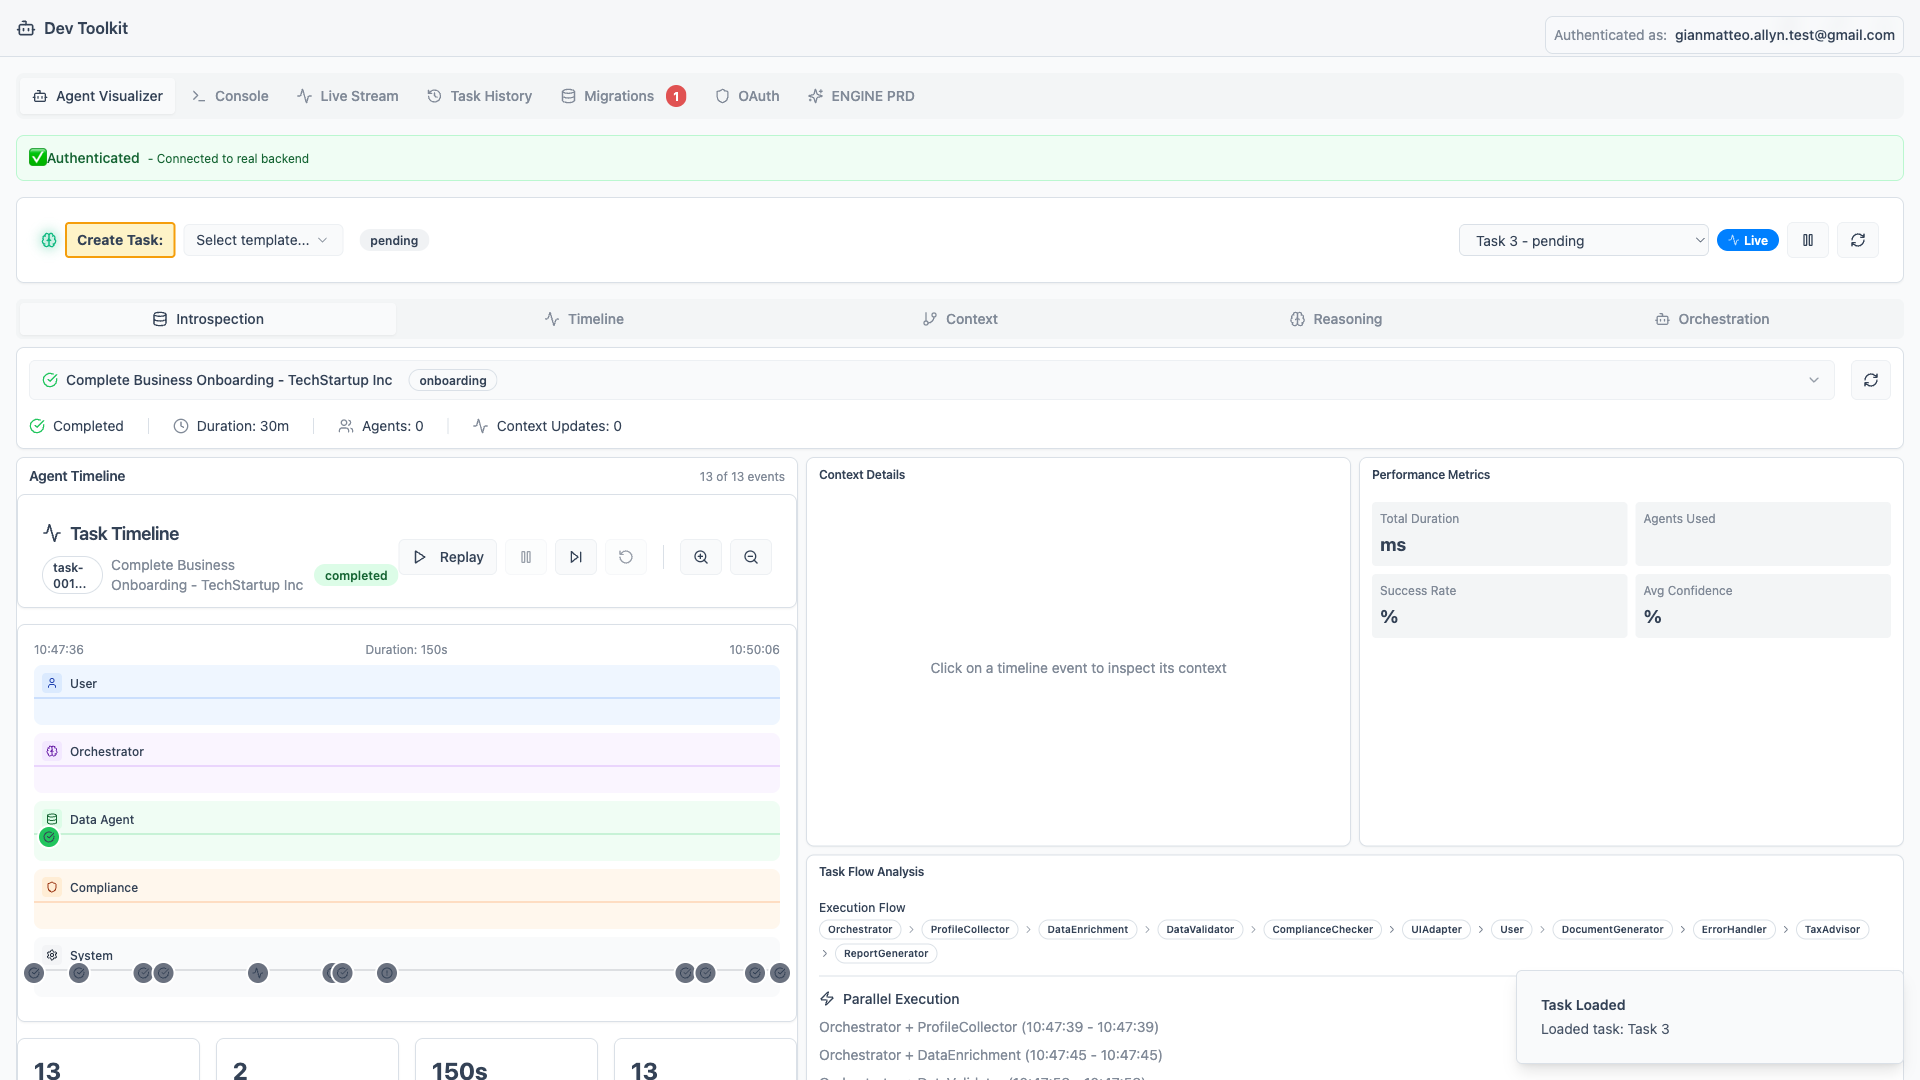 Dev Toolkit
Authenticated as: gianmatteo.allyn.test@gmail.com
Agent Visualizer
Console
Live Stream
Task History
Migrations 1
OAuth
ENGINE PRD
Authenticated - Connected to real backend
Create Task:
Select template...
pending
Task 3 - pending
Live
Introspection
Timeline
Context
Reasoning
Orchestration
Complete Business Onboarding - TechStartup Inc
onboarding
Completed
Duration: 30m
Agents: 0
Context Updates: 0
Agent Timeline
13 of 13 events
Task Timeline
task-
001...
Complete Business
Onboarding - TechStartup Inc
completed
Replay
10:47:36
Duration: 150s
10:50:06
User
Orchestrator
Data Agent
Compliance
System
13
2
150s
13
Context Details
Click on a timeline event to inspect its context
Performance Metrics
Total Duration
ms
Agents Used
Success Rate
%
Avg Confidence
%
Task Flow Analysis
Execution Flow
Orchestrator
ProfileCollector
DataEnrichment
DataValidator
ComplianceChecker
UIAdapter
User
DocumentGenerator
ErrorHandler
TaxAdvisor
ReportGenerator
Parallel Execution
Orchestrator + ProfileCollector (10:47:39 - 10:47:39)
Orchestrator + DataEnrichment (10:47:45 - 10:47:45)
Task Loaded
Loaded task: Task 3